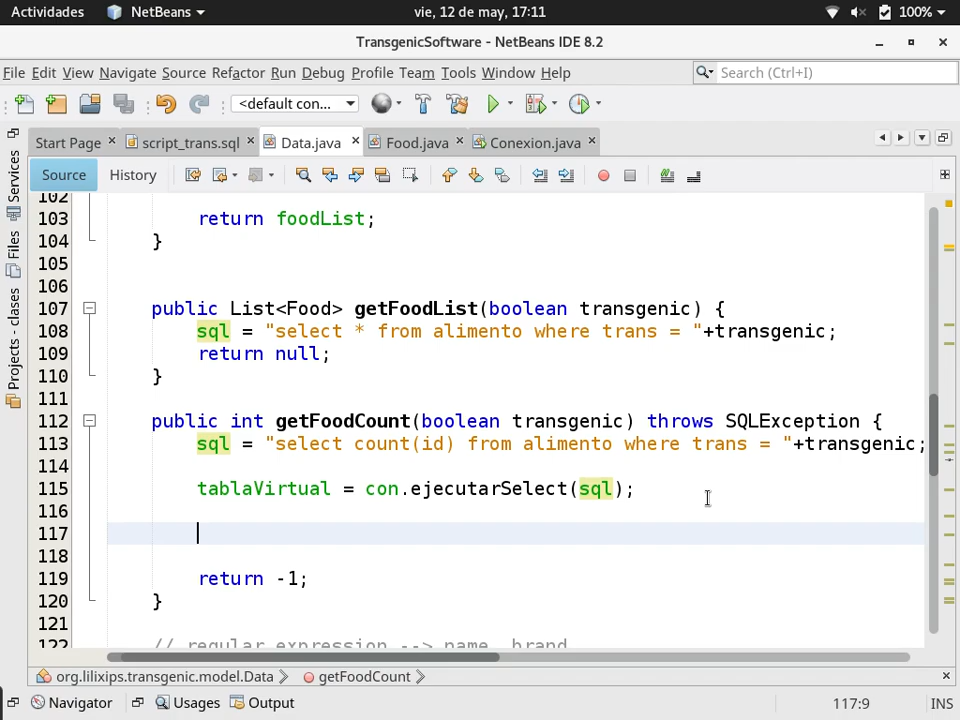 Actividades NetBeans vie, 12 de may, 17:11 100%
TransgenicSoftware - NetBeans IDE 8.2
File Edit View Navigate Source Refactor Run Debug Profile Team Tools Window Help Search (Ctrl+I)
<default con...
Start Page script_trans.sql Data.java Food.java Conexion.java
Source History
Services
Files
Projects - clases
102
103 return foodList;
104 }
105
106
107 public List<Food> getFoodList(boolean transgenic) {
108 sql = "select * from alimento where trans = "+transgenic;
109 return null;
110 }
111
112 public int getFoodCount(boolean transgenic) throws SQLException {
113 sql = "select count(id) from alimento where trans = "+transgenic;
114
115 tablaVirtual = con.ejecutarSelect(sql);
116
117
118
119 return -1;
120 }
121
122 // regular expression --> name, brand
org.lilixips.transgenic.model.Data getFoodCount
Navigator Usages Output 117:9 INS